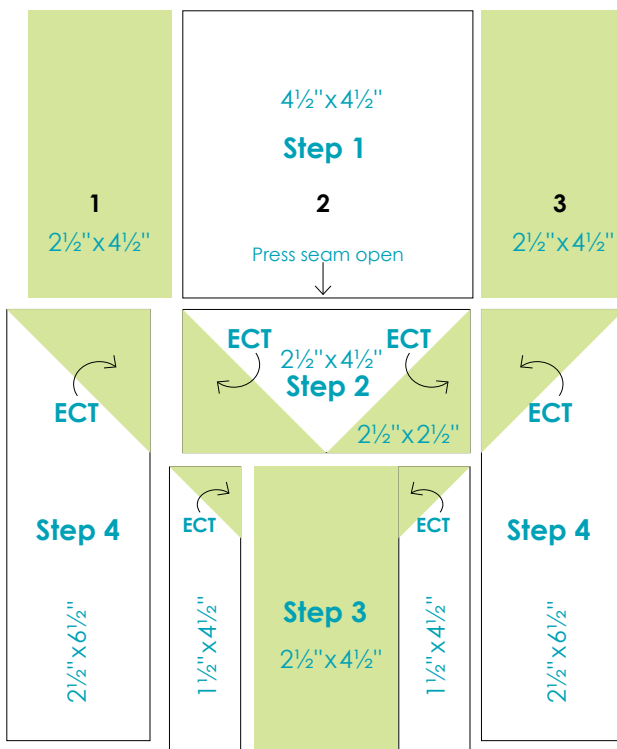 4½"x4½"
Step 1
1
2
3
2½"x4½"
2½"x4½"
Press seam open
ECT
ECT
2½"x4½"
Step 2
2½"x2½"
ECT
ECT
ECT
ECT
Step 4
Step 4
Step 3
2½"x4½"
2½"x6½"
1½"x4½"
1½"x4½"
2½"x6½"